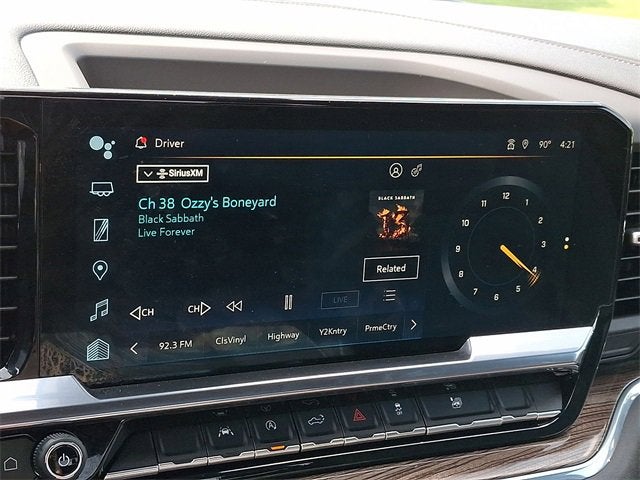 Driver
90° 4:21
SiriusXM
Ch 38 Ozzy's Boneyard
Black Sabbath
Live Forever
BLACK SABBATH
13
Related
12
1
2
3
4
5
6
7
8
9
10
11
CH
CH
LIVE
92.3 FM
ClsVinyl
Highway
Y2Kntry
PrmeCtry